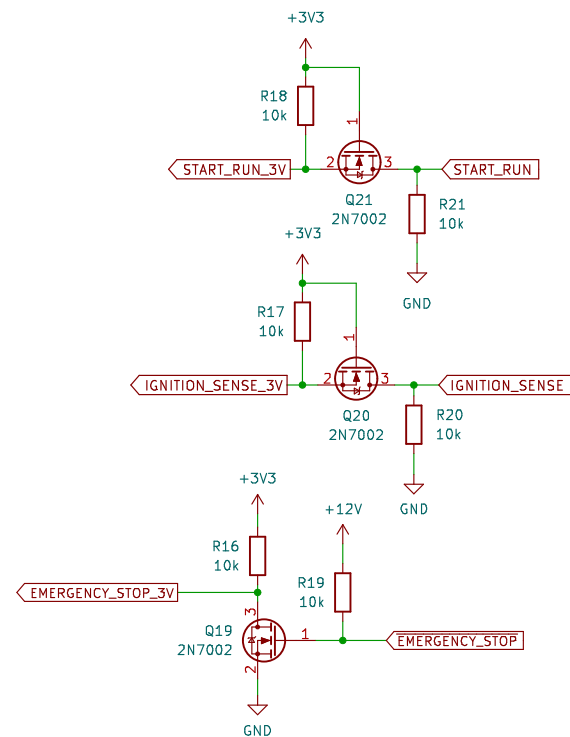 +3V3
R18
10k
1
START_RUN_3V
2
3
START_RUN
Q21
2N7002
R21
10k
+3V3
GND
R17
10k
1
IGNITION_SENSE_3V
2
3
IGNITION_SENSE
Q20
2N7002
R20
10k
+3V3
+12V
GND
R16
10k
R19
10k
EMERGENCY_STOP_3V
3
Q19
2N7002
1
EMERGENCY_STOP
2
GND